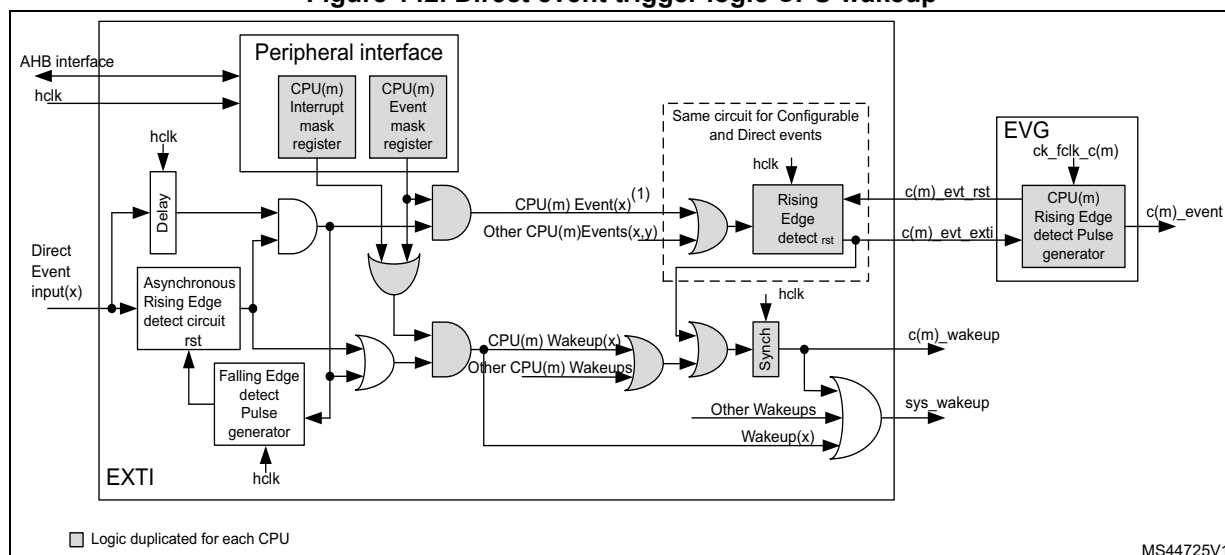 Figure 142. Direct event trigger logic CPU wakeup
AHB interface
hclk
Peripheral interface
CPU(m)
Interrupt
mask
register
CPU(m)
Event
mask
register
hclk
Delay
Direct
Event
input(x)
Asynchronous
Rising Edge
detect circuit
rst
Falling Edge
detect
Pulse
generator
hclk
EXTI
CPU(m) Event(x)(1)
Other CPU(m)Events(x,y)
Same circuit for Configurable
and Direct events
hclk
Rising
Edge
detect rst
c(m)_evt_rst
c(m)_evt_exti
EVG
ck_fclk_c(m)
CPU(m)
Rising Edge
detect Pulse
generator
c(m)_event
CPU(m) Wakeup(x)
Other CPU(m) Wakeups
hclk
Synch
c(m)_wakeup
Other Wakeups
Wakeup(x)
sys_wakeup
Logic duplicated for each CPU
MS44725V1